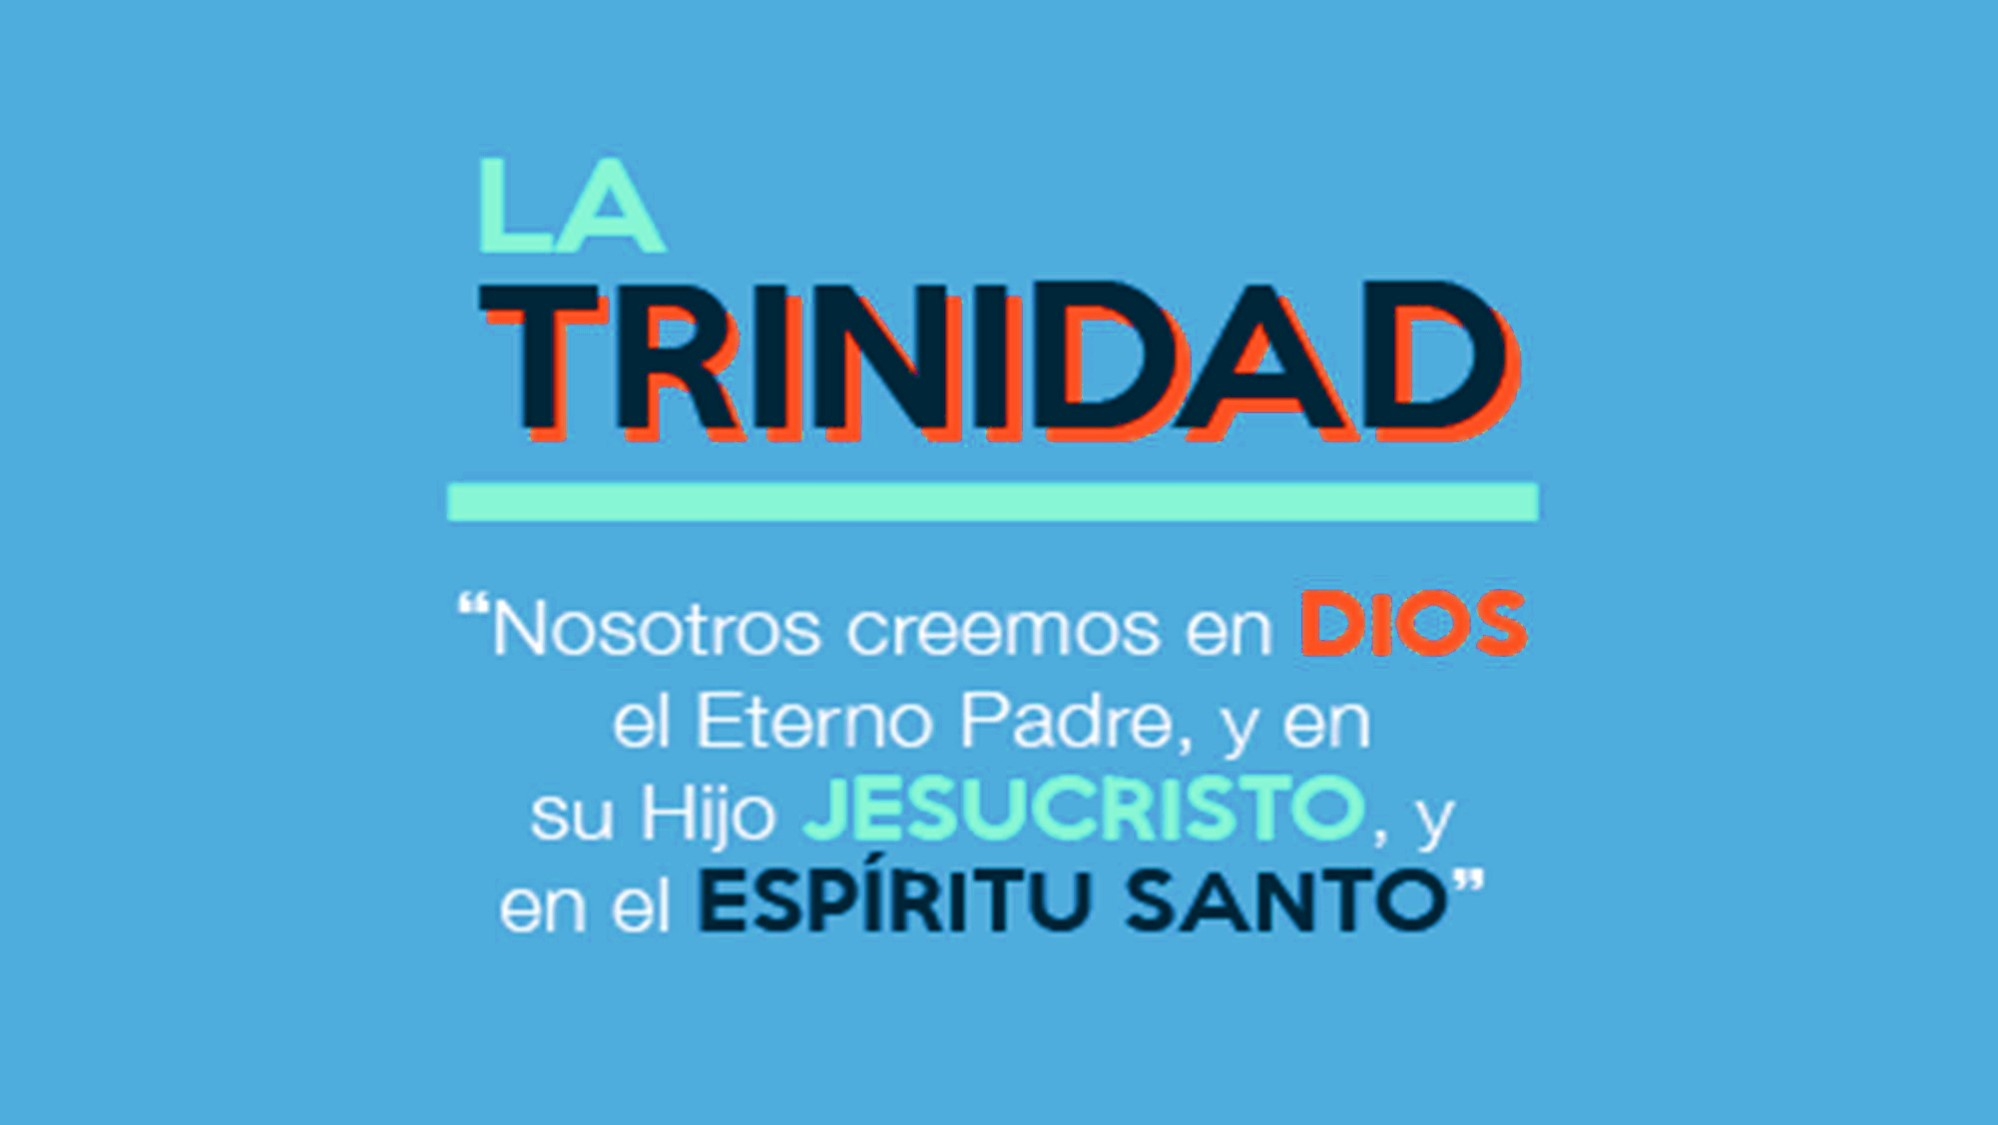 LA
TRINIDAD
“Nosotros creemos en DIOS
el Eterno Padre, y en
su Hijo JESUCRISTO, y
en el ESPÍRITU SANTO”